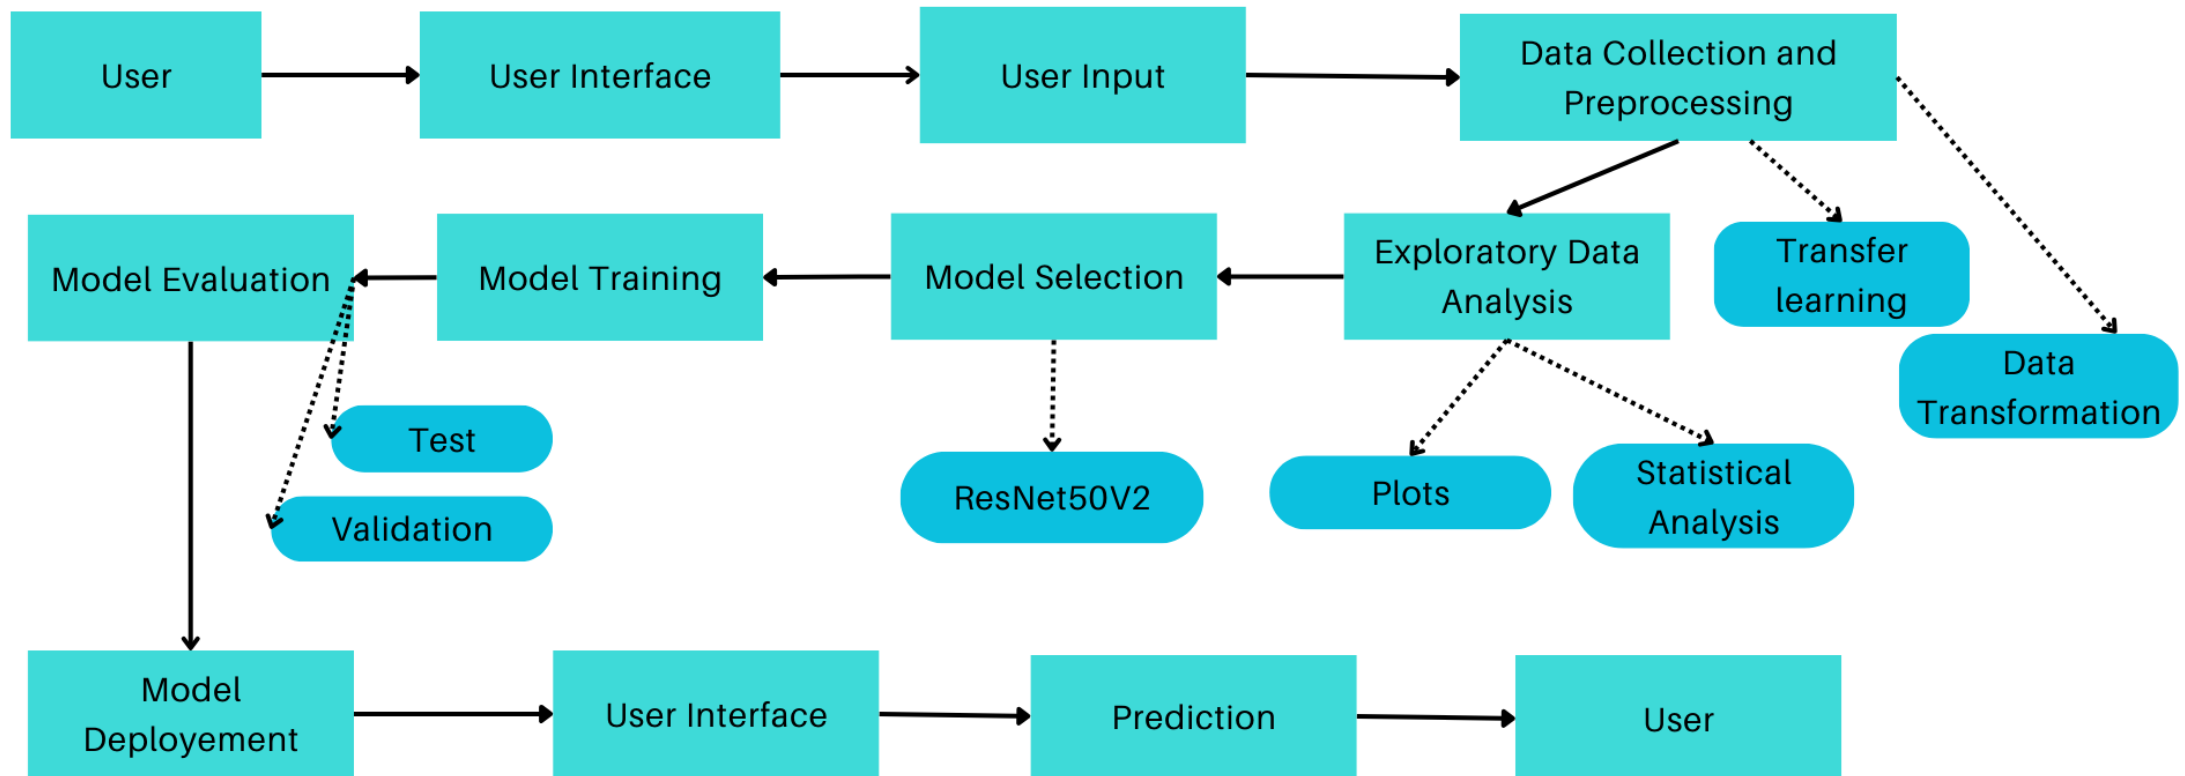 User
User Interface
User Input
Data Collection and
Preprocessing
Model Evaluation
Model Training
Model Selection
Exploratory Data
Analysis
Transfer
learning
Data
Transformation
Test
Validation
ResNet50V2
Plots
Statistical
Analysis
Model
Deployement
User Interface
Prediction
User